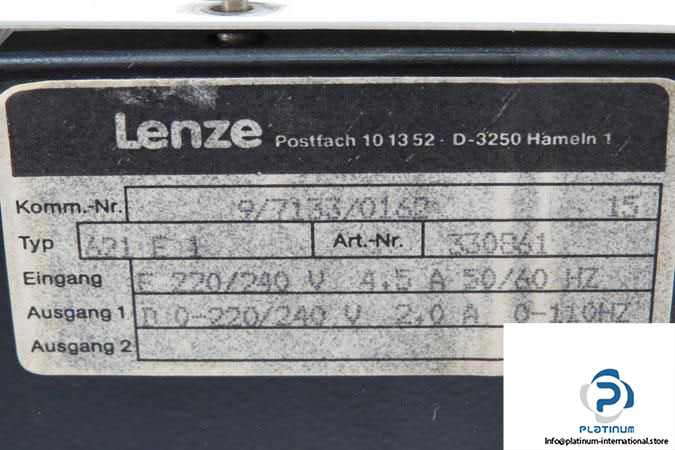 Lenze Postfach 10 13 52 · D-3250 Hameln 1
Komm.-Nr. 9/7133/0162 15
Typ 621 E 1 Art.-Nr. 330861
Eingang E 220/240 V 4.5 A 50/60 HZ
Ausgang 1 D 0-220/240 V 2.0 A 0-110HZ
Ausgang 2
PLATINUM
Info@platinum-international.store